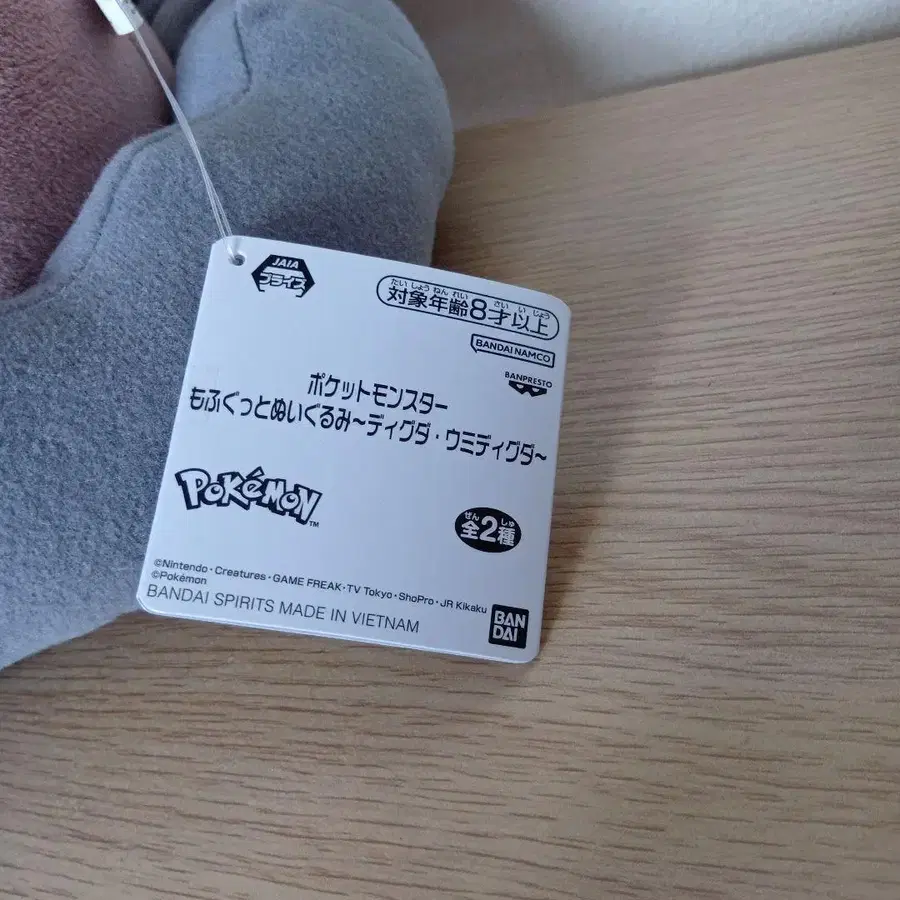 JAIA
プライズ
たいしょうねんれい さい いじょう
対象年齢8才以上
BANDAI NAMCO
BANPRESTO
ポケットモンスター
もふぐっとぬいぐるみ〜ディグダ・ウミディグダ〜
POKéMON™
ぜん しゅ
全2種
©Nintendo・Creatures・GAME FREAK・TV Tokyo・ShoPro・JR Kikaku
©Pokémon
BANDAI SPIRITS MADE IN VIETNAM
BAN
DAI